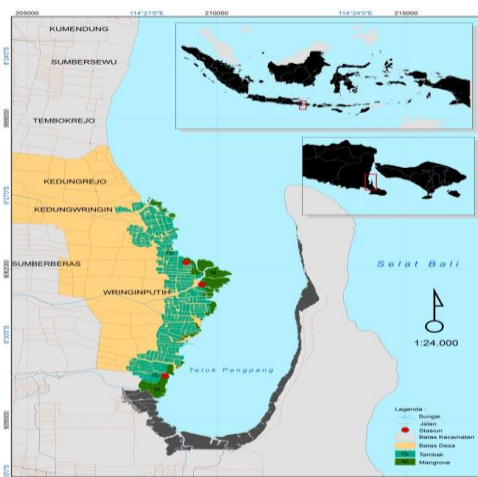 205000
114°21'0"E
210000
114°24'0"E
215000
KUMENDUNG
SUMBERSEWU
TEMBOKREJO
KEDUNGREJO
KEDUNGWRINGIN
SUMBERBERAS
WRINGINPUTIH
M
M
Selat Bali
Teluk Pangpang
1:24.000
Legenda :
Sungai
Jalan
Stasiun
Batas Kecamatan
Batas Desa
Tb Tambak
M Mangrove